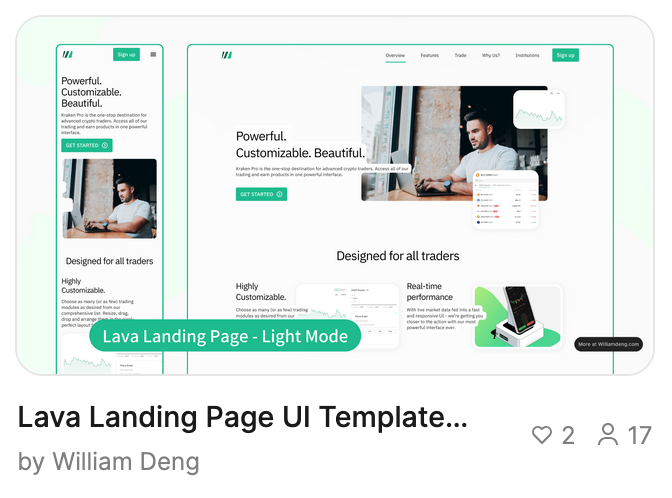 Sign up
Powerful.
Customizable.
Beautiful.
Kraken Pro is the one-stop destination for
advanced crypto traders. Access all of our
trading and earn products in one powerful
interface.
GET STARTED
Designed for all traders
Highly
Customizable.
Choose as many (or as few) trading
modules as desired from our
comprehensive list. Resize, drag,
drop and arrange them in the
perfect layout
Overview
Features
Trade
Why Us?
Institutions
Sign up
Powerful.
Customizable. Beautiful.
Kraken Pro is the one-stop destination for advanced crypto traders. Access all of our
trading and earn products in one powerful interface.
GET STARTED
Designed for all traders
Highly
Customizable.
Choose as many (or as few) trading
modules as desired from our
Real-time
performance
With live market data fed into a fast
and responsive UI - we're getting you
closer to the action with our most
powerful interface ever.
Lava Landing Page - Light Mode
More at Williamdeng.com
Lava Landing Page UI Template...
2
17
by William Deng